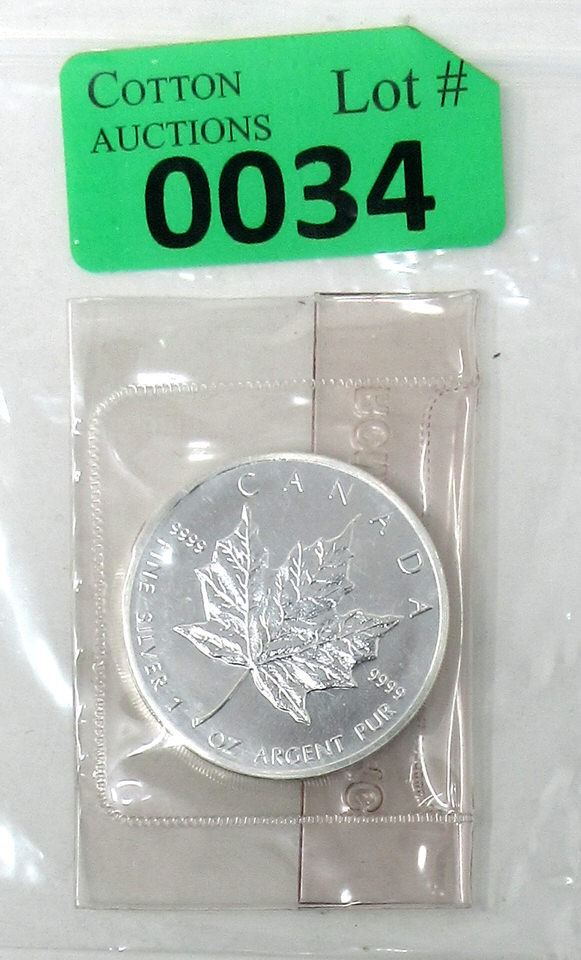 COTTON
AUCTIONS
Lot #
0034
CANADA
9999
FINE SILVER 1 OZ ARGENT PUR
9999